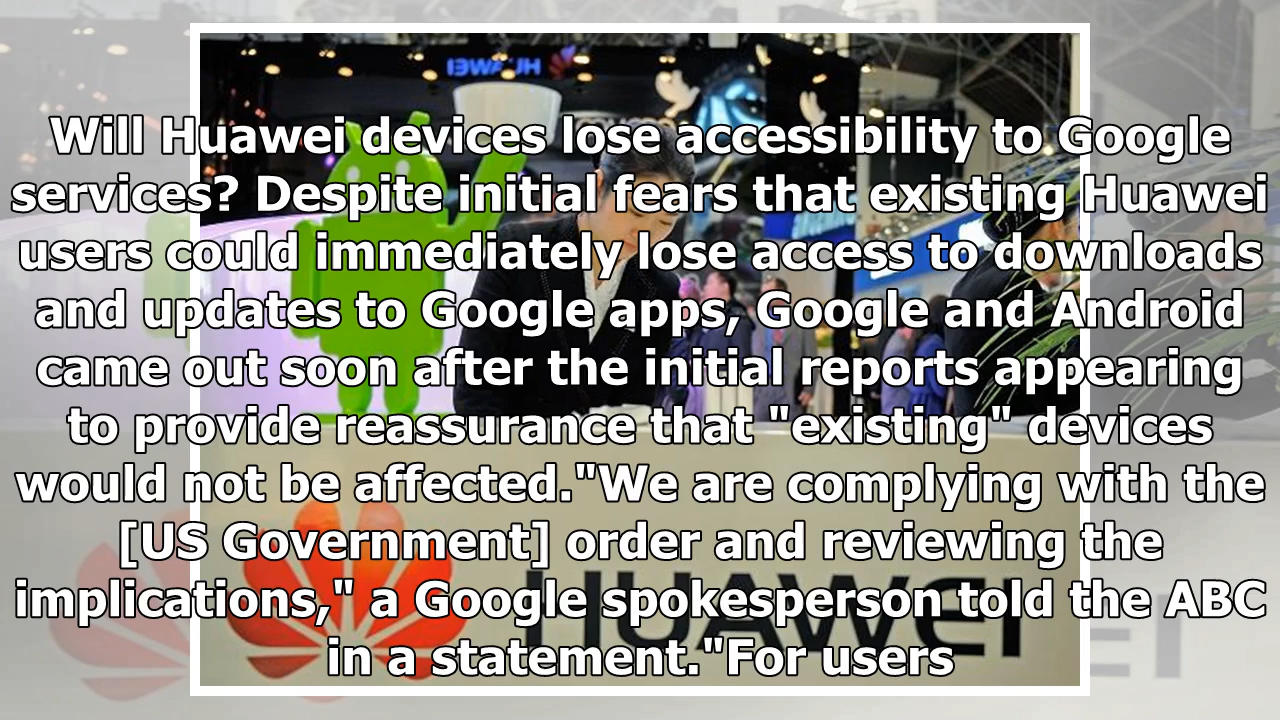 HUAWEI
Will Huawei devices lose accessibility to Google
services? Despite initial fears that existing Huawei
users could immediately lose access to downloads
and updates to Google apps, Google and Android
came out soon after the initial reports appearing
to provide reassurance that "existing" devices
would not be affected."We are complying with the
[US Government] order and reviewing the
implications," a Google spokesperson told the ABC
in a statement."For users
HUAWEI